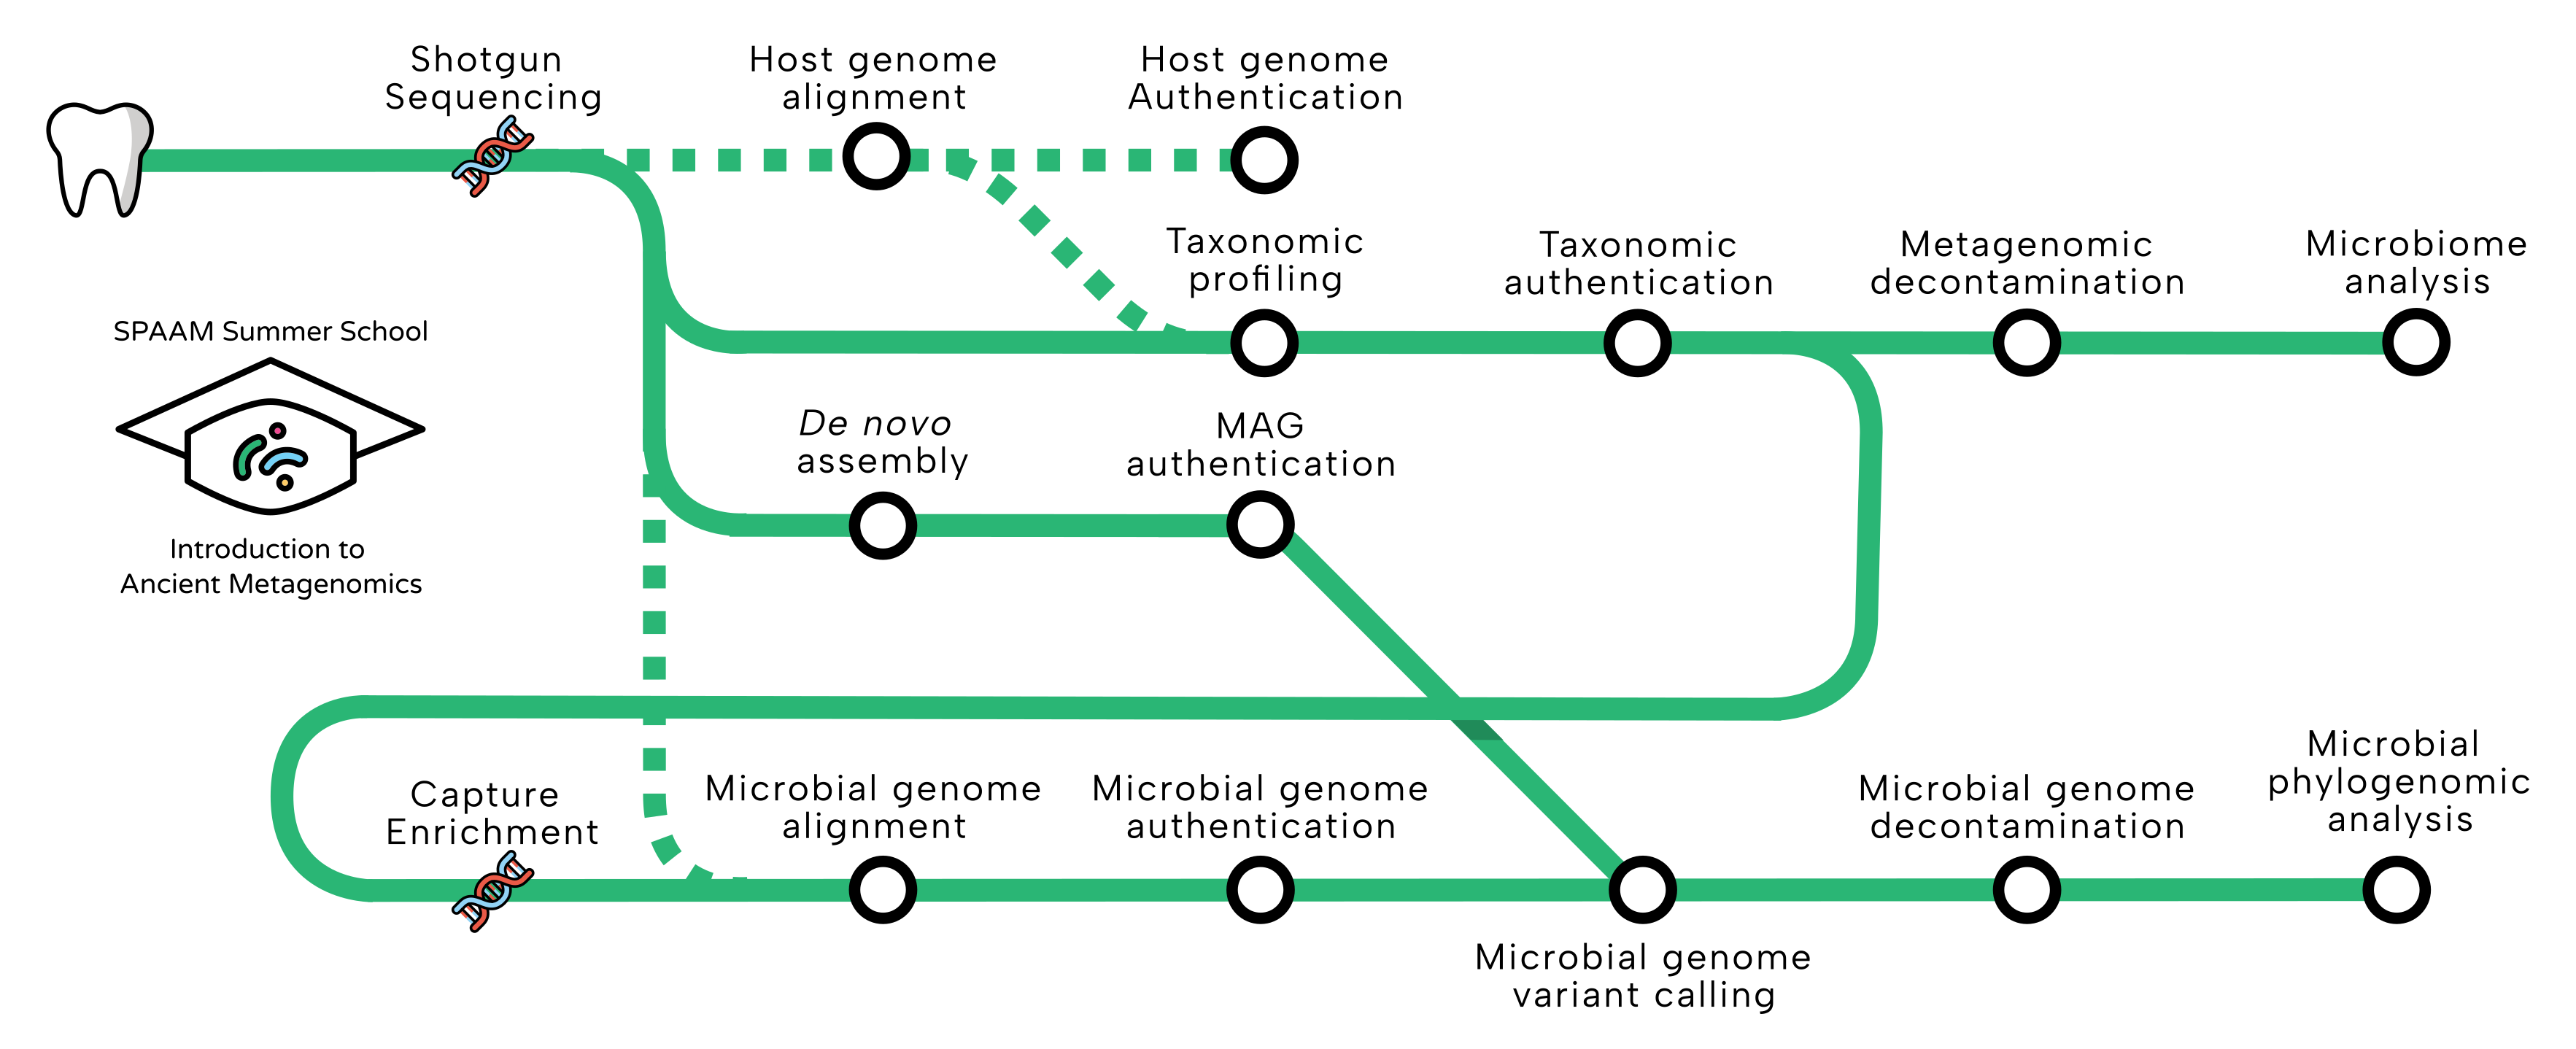 Shotgun
Sequencing
Host genome
alignment
Host genome
Authentication
Taxonomic
profiling
Taxonomic
authentication
Metagenomic
decontamination
Microbiome
analysis
SPAAM Summer School
Introduction to
Ancient Metagenomics
De novo
assembly
MAG
authentication
Capture
Enrichment
Microbial genome
alignment
Microbial genome
authentication
Microbial genome
variant calling
Microbial genome
decontamination
Microbial
phylogenomic
analysis